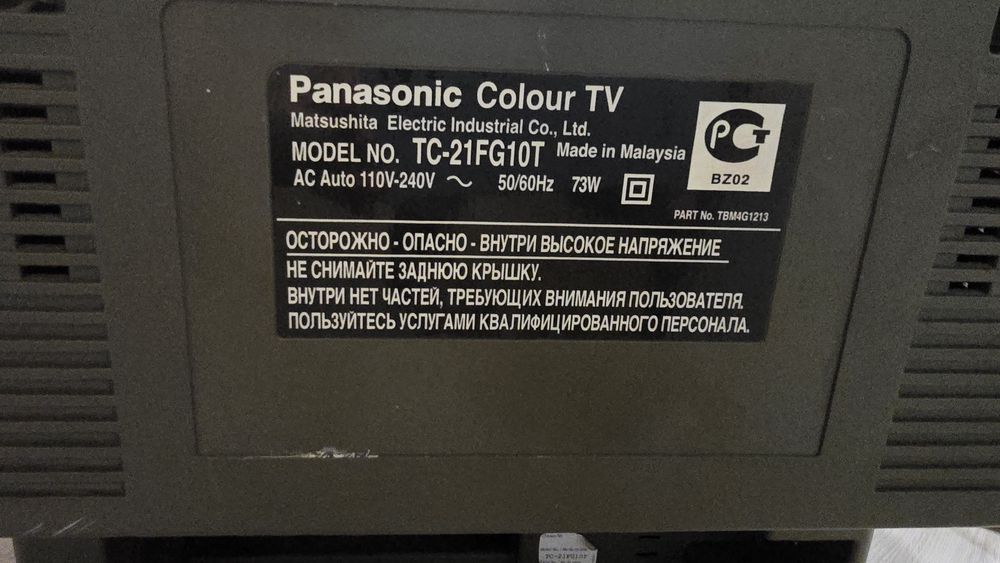 Panasonic Colour TV
Matsushita Electric Industrial Co., Ltd.
MODEL NO. TC-21FG10T Made in Malaysia
AC Auto 110V-240V ~ 50/60Hz 73W
PCT
BZ02
PART No. TBM4G1213
ОСТОРОЖНО - ОПАСНО - ВНУТРИ ВЫСОКОЕ НАПРЯЖЕНИЕ
НЕ СНИМАЙТЕ ЗАДНЮЮ КРЫШКУ.
ВНУТРИ НЕТ ЧАСТЕЙ, ТРЕБУЮЩИХ ВНИМАНИЯ ПОЛЬЗОВАТЕЛЯ.
ПОЛЬЗУЙТЕСЬ УСЛУГАМИ КВАЛИФИЦИРОВАННОГО ПЕРСОНАЛА.